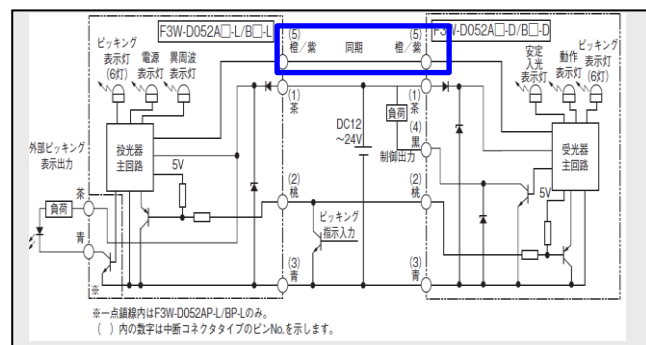 F3W-D052A□-L/B□-L
(5)
橙／紫
同期
(5)
橙／紫
F3W-D052A□-D/B□-D
ピッキング
表示灯
(6灯)
電源
表示灯
異周波
表示灯
安定
入光
表示灯
動作
表示灯
ピッキング
表示灯
(6灯)
(1)
茶
(1)
茶
負荷
(4)
黒
制御出力
DC12
～24V
投光器
主回路
受光器
主回路
外部ピッキング
表示出力
5V
5V
茶
負荷
青
(2)
桃
(2)
桃
ピッキング
指示入力
(3)
青
(3)
青
※
※一点鎖線内はF3W-D052AP-L/BP-Lのみ。
( ) 内の数字は中断コネクタタイプのピンNo.を示します。